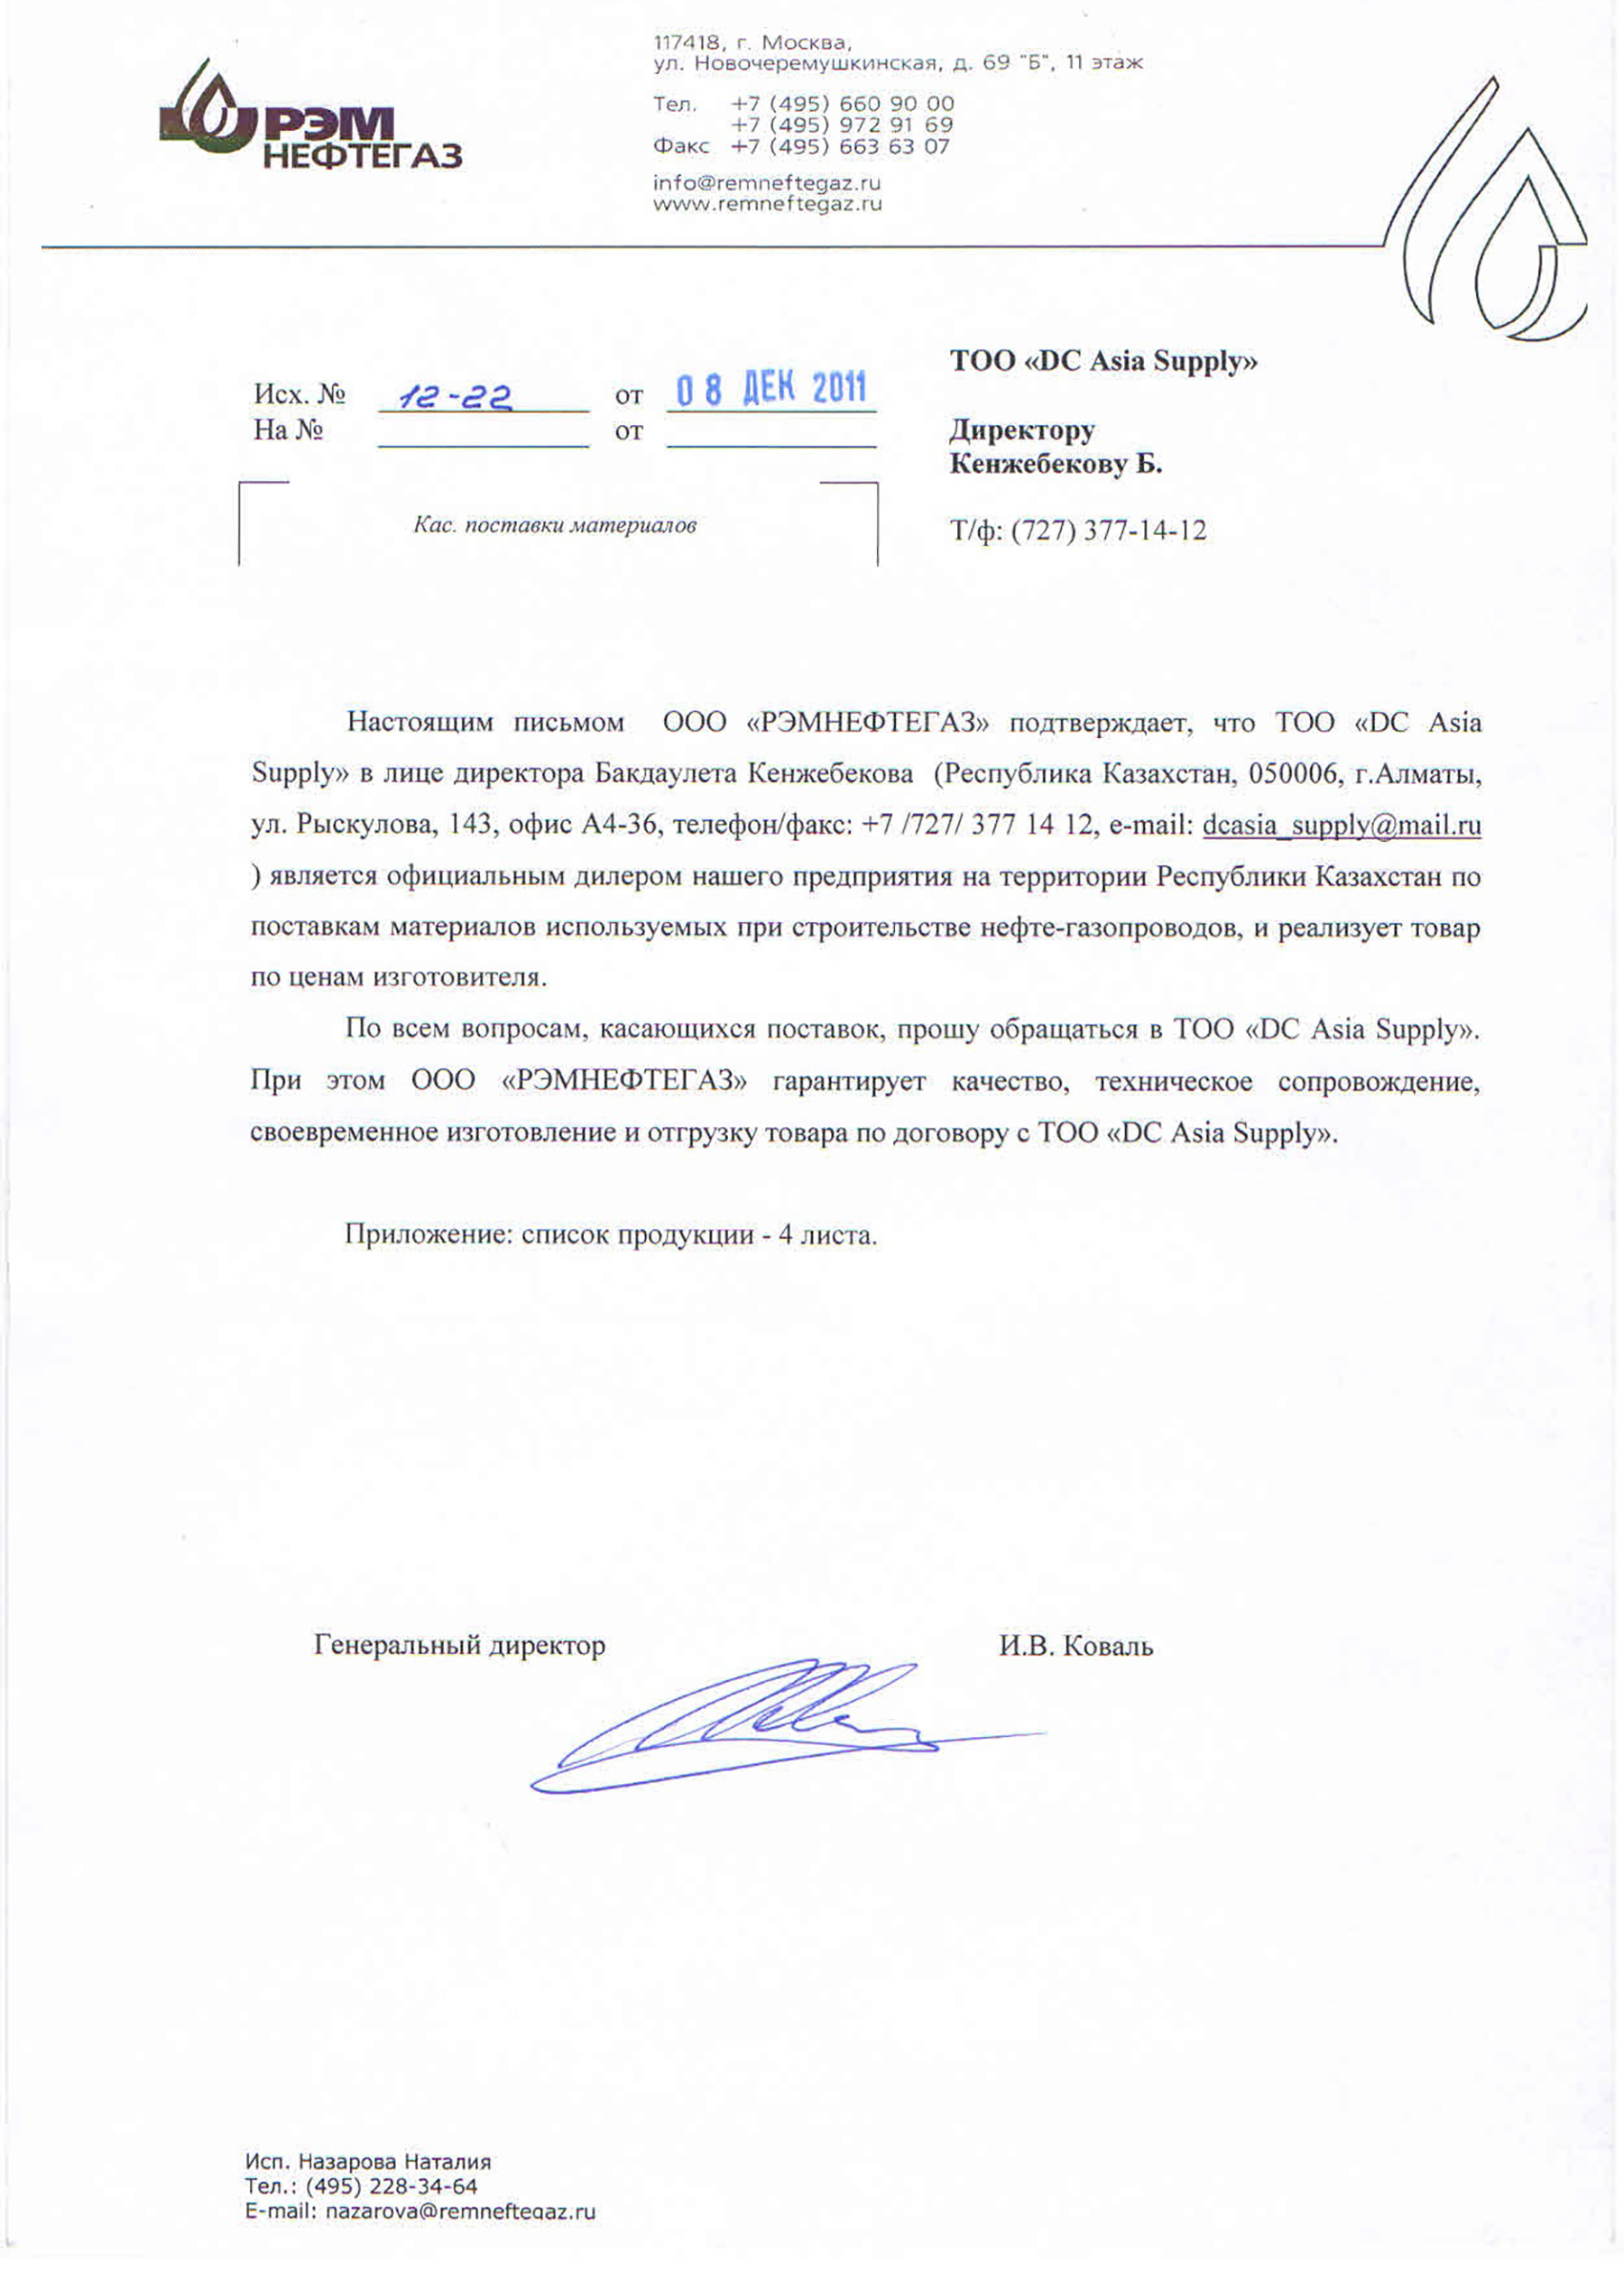 РЭМ
НЕФТЕГАЗ
117418, г. Москва,
ул. Новочеремушкинская, д. 69 "Б", 11 этаж
Тел. +7 (495) 660 90 00
+7 (495) 972 91 69
Факс +7 (495) 663 63 07
info@remneftegaz.ru
www.remneftegaz.ru
Исх. № 12-22 от 08 ДЕК 2011
На № от
Кас. поставки материалов
ТОО «DC Asia Supply»
Директору
Кенжебекову Б.
Т/ф: (727) 377-14-12
Настоящим письмом ООО «РЭМНЕФТЕГАЗ» подтверждает, что ТОО «DC Asia
Supply» в лице директора Бакдаулета Кенжебекова (Республика Казахстан, 050006, г.Алматы,
ул. Рыскулова, 143, офис А4-36, телефон/факс: +7 /727/ 377 14 12, e-mail: dcasia_supply@mail.ru
) является официальным дилером нашего предприятия на территории Республики Казахстан по
поставкам материалов используемых при строительстве нефте-газопроводов, и реализует товар
по ценам изготовителя.
По всем вопросам, касающихся поставок, прошу обращаться в ТОО «DC Asia Supply».
При этом ООО «РЭМНЕФТЕГАЗ» гарантирует качество, техническое сопровождение,
своевременное изготовление и отгрузку товара по договору с ТОО «DC Asia Supply».
Приложение: список продукции - 4 листа.
Генеральный директор И.В. Коваль
Исп. Назарова Наталия
Тел.: (495) 228-34-64
E-mail: nazarova@remneftegaz.ru